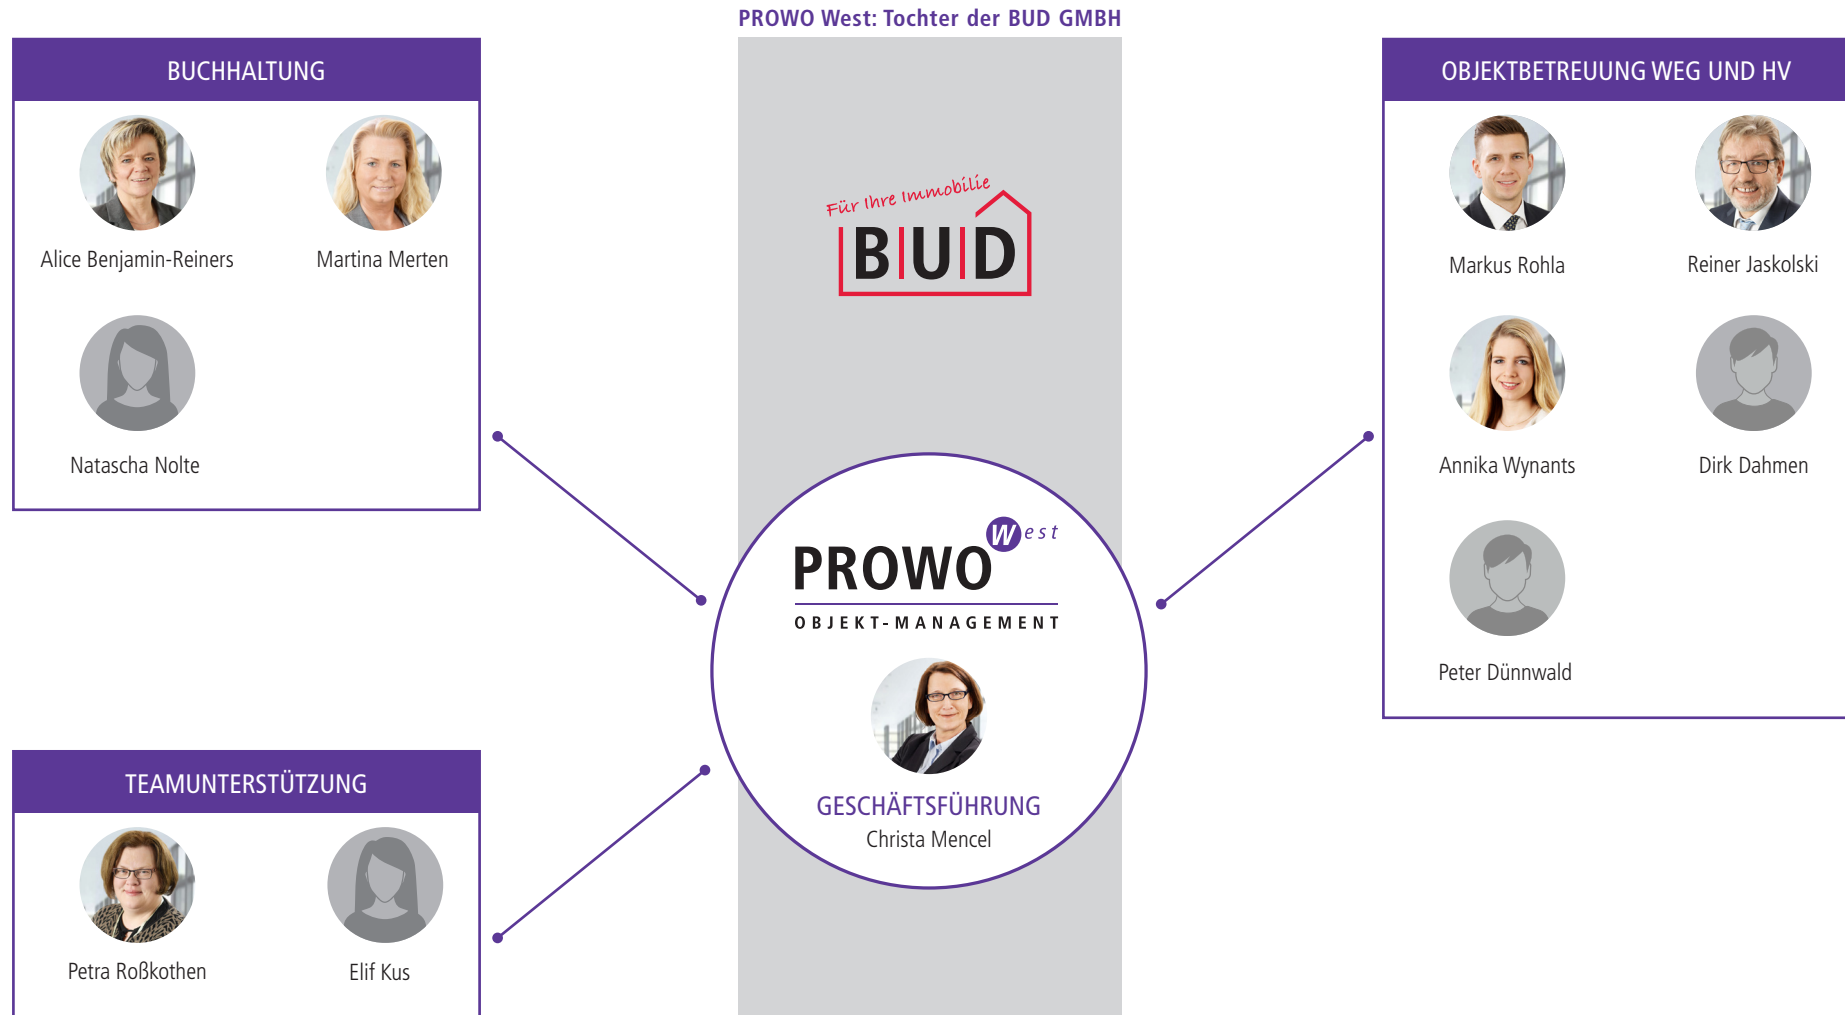 PROWO West: Tochter der BUD GMBH
BUCHHALTUNG
Alice Benjamin-Reiners
Martina Merten
Natascha Nolte
TEAMUNTERSTÜTZUNG
Petra Roßkothen
Elif Kus
Für Ihre Immobilie
B|U|D
West
PROWO
OBJEKT-MANAGEMENT
GESCHÄFTSFÜHRUNG
Christa Mencel
OBJEKTBETREUUNG WEG UND HV
Markus Rohla
Reiner Jaskolski
Annika Wynants
Dirk Dahmen
Peter Dünnwald